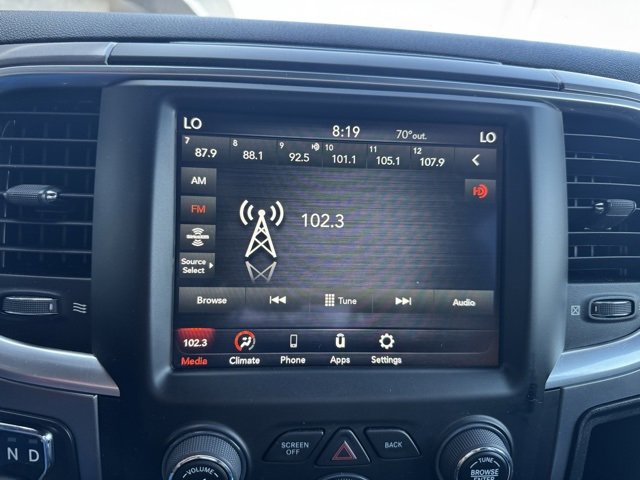 LO 8:19 70°out. LO
7 8 9 10 11 12
87.9 88.1 92.5 101.1 105.1 107.9
AM
FM
102.3
Source
Select
Browse Tune Audio
102.3
Media Climate Phone Apps Settings
SCREEN
OFF
BACK
N D
VOLUME
TUNE
BROWSE
ENTER